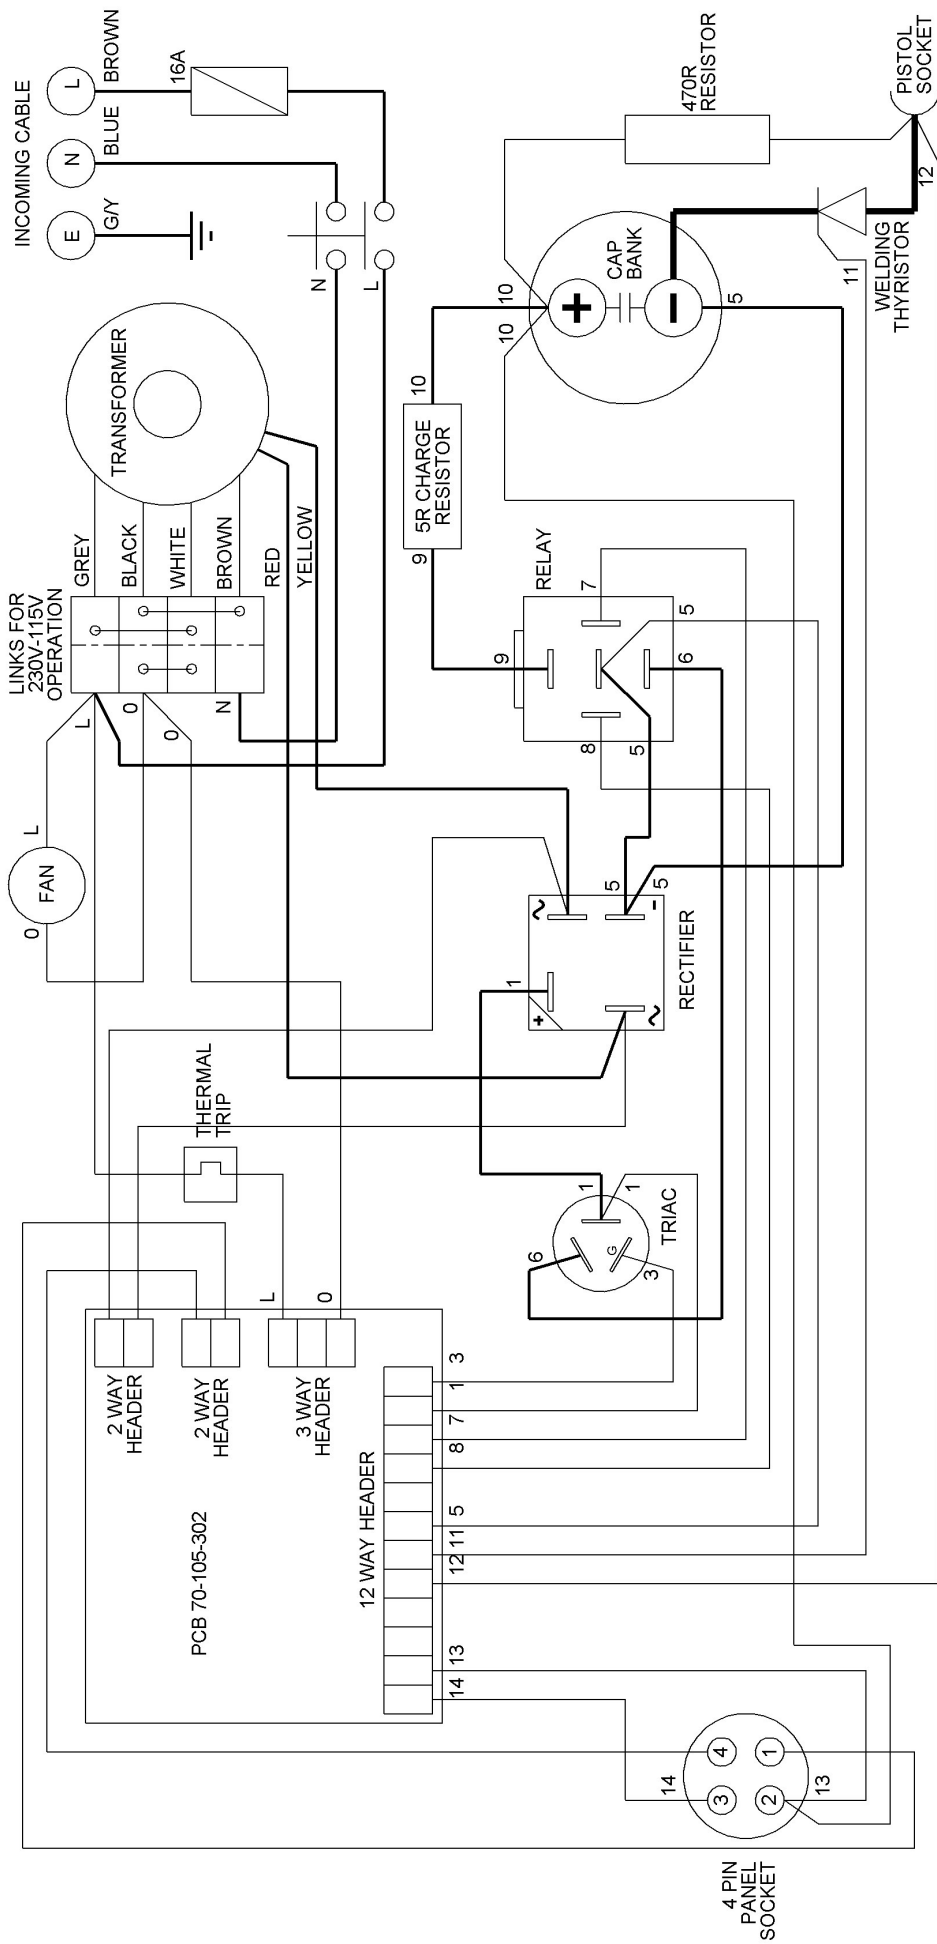 INCOMING CABLE
L
BROWN
N
BLUE
E
G/Y
16A
N
L
TRANSFORMER
GREY
BLACK
WHITE
BROWN
RED
YELLOW
LINKS FOR
230V-115V
OPERATION
L
0
0
N
FAN
L
0
THERMAL
TRIP
470R
RESISTOR
PISTOL
SOCKET
12
WELDING
THYRISTOR
11
CAP
BANK
+
-
10
10
5
5R CHARGE
RESISTOR
10
9
RELAY
9
7
5
6
8
5
RECTIFIER
~
5
-
5
1
+
~
TRIAC
1
1
6
G
3
PCB 70-105-302
2 WAY
HEADER
2 WAY
HEADER
3 WAY
HEADER
L
0
12 WAY HEADER
3
1
7
8
5
11
12
13
14
4 PIN
PANEL
SOCKET
14
13
4
3
1
2